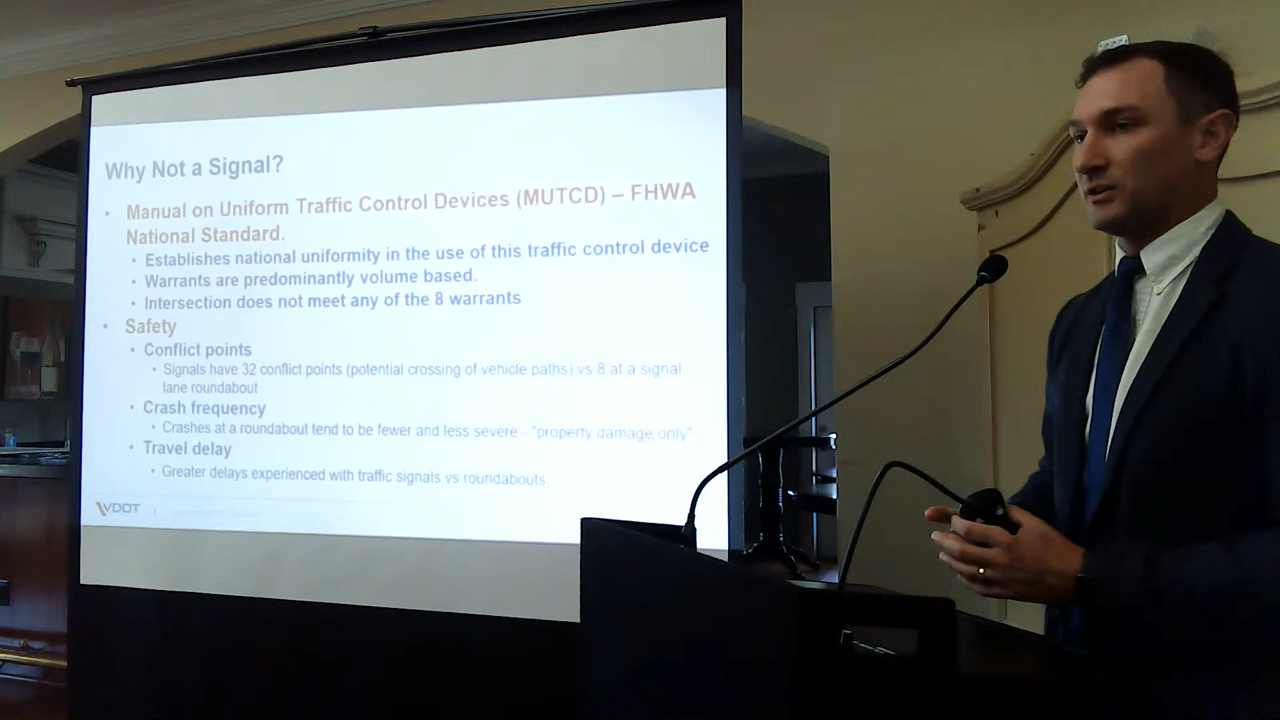 Why Not a Signal?
• Manual on Uniform Traffic Control Devices (MUTCD) – FHWA
National Standard.
• Establishes national uniformity in the use of this traffic control device
• Warrants are predominantly volume based.
• Intersection does not meet any of the 8 warrants
• Safety
• Conflict points
• Signals have 32 conflict points (potential crossing of vehicle paths) vs 8 at a signal
lane roundabout
• Crash frequency
• Crashes at a roundabout tend to be fewer and less severe - "property damage only"
• Travel delay
• Greater delays experienced with traffic signals vs roundabouts
VDOT